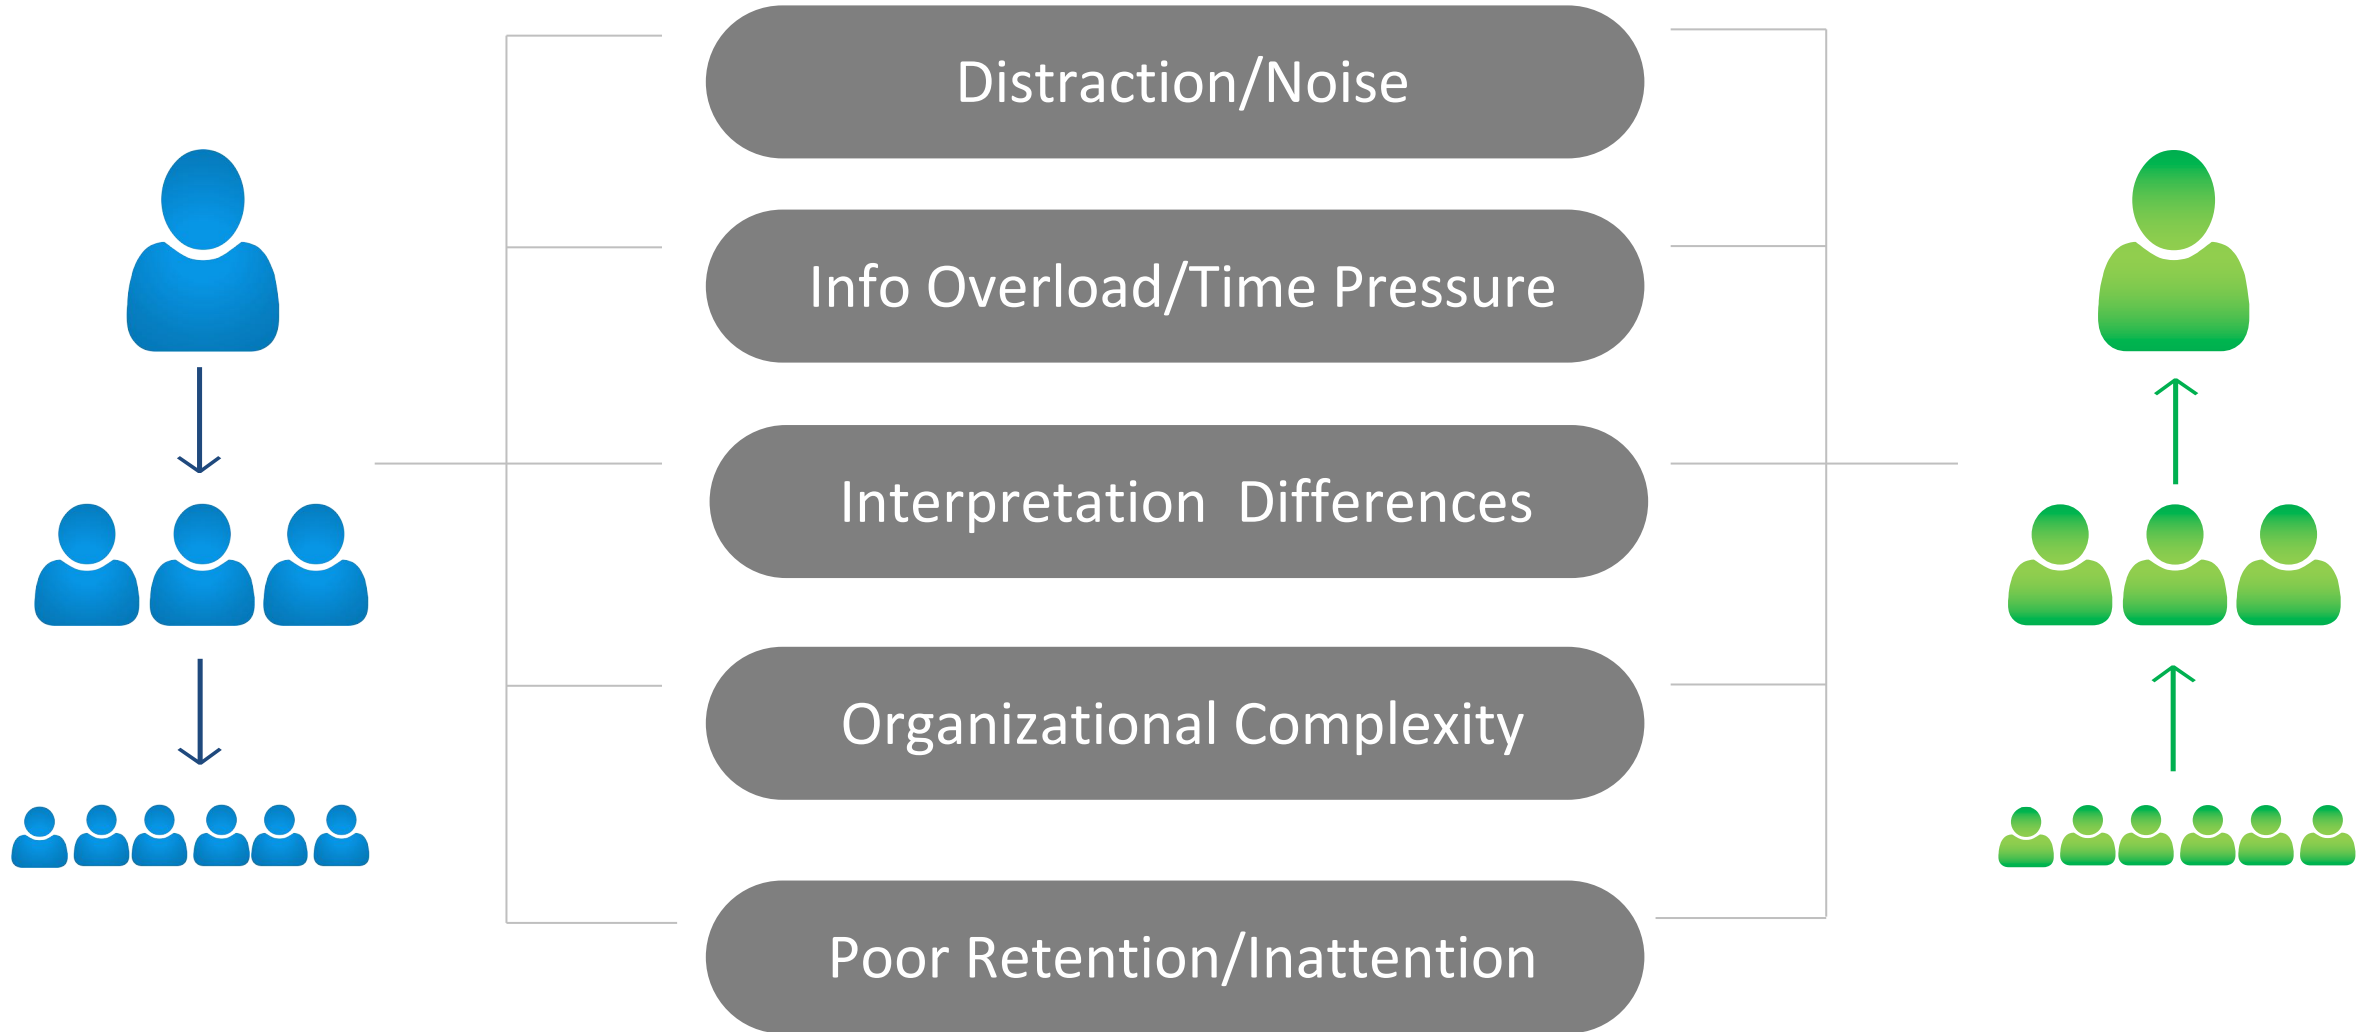 Distraction/Noise
Info Overload/Time Pressure
Interpretation  Differences
Organizational Complexity
Poor Retention/Inattention